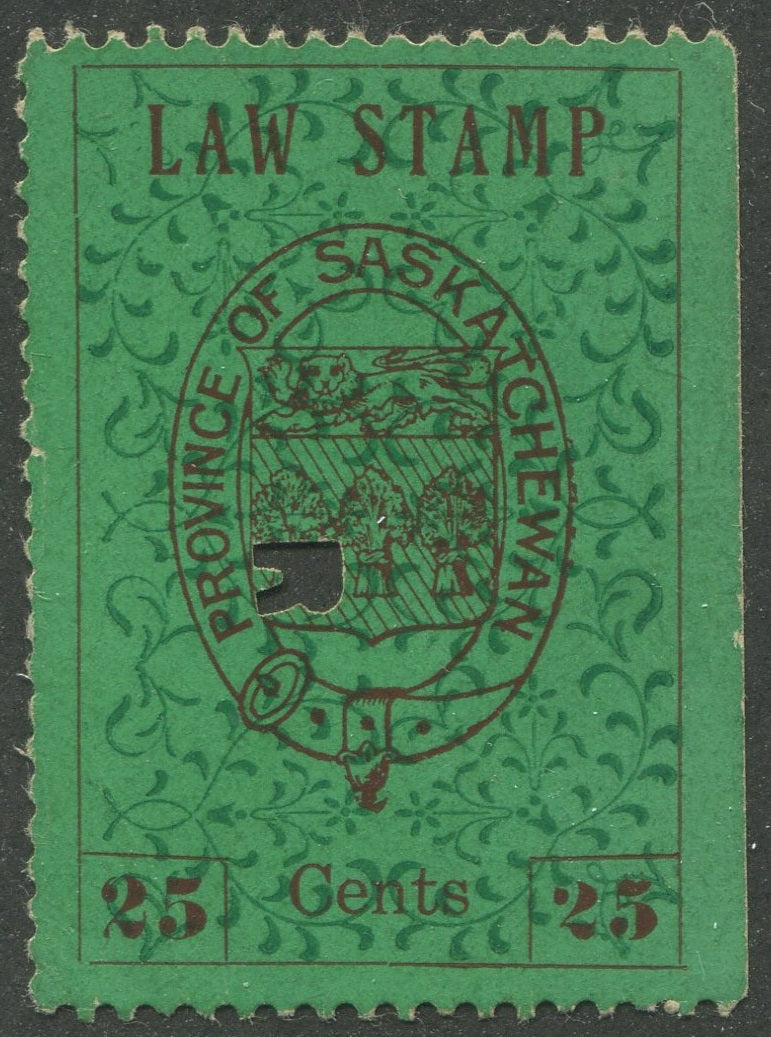 LAW STAMP
PROVINCE OF SASKATCHEWAN
25 Cents 25